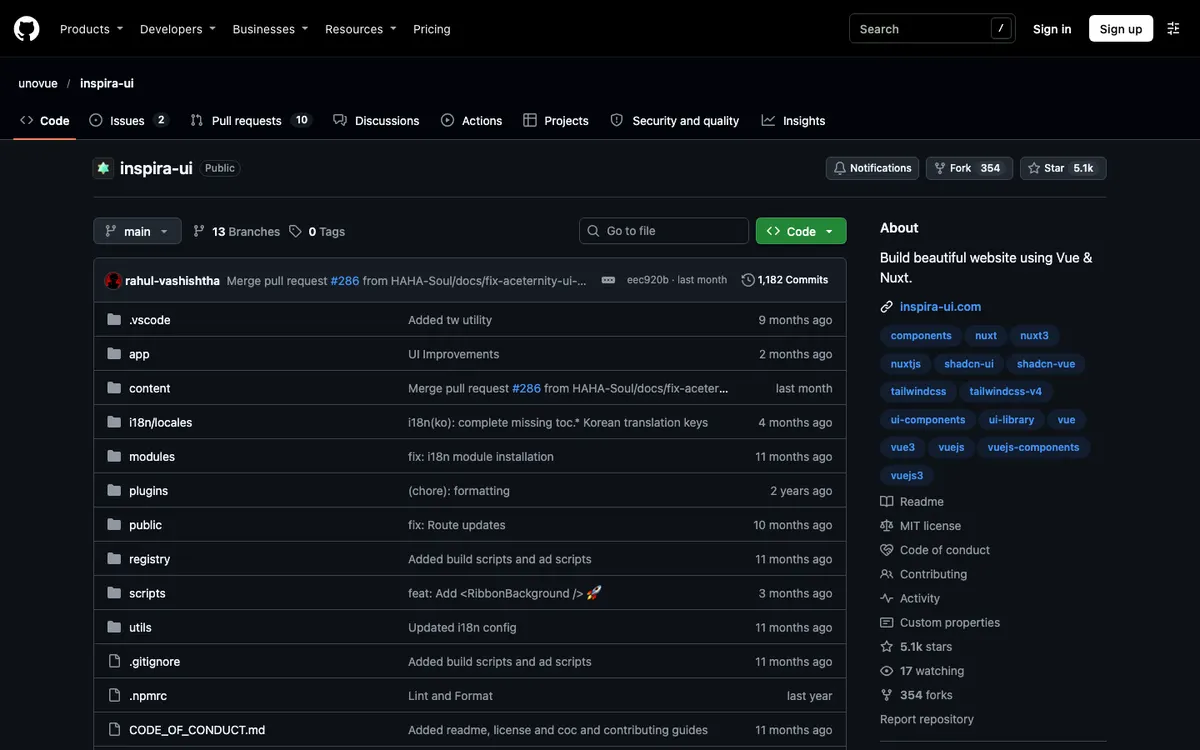 Products Developers Businesses Resources Pricing Search / Sign in Sign up
unovue / inspira-ui
Code Issues 2 Pull requests 10 Discussions Actions Projects Security and quality Insights
inspira-ui Public Notifications Fork 354 Star 5.1k
main 13 Branches 0 Tags Go to file Code
rahul-vashishtha Merge pull request #286 from HAHA-Soul/docs/fix-aceternity-ui-... eec920b · last month 1,182 Commits
.vscode Added tw utility 9 months ago
app UI Improvements 2 months ago
content Merge pull request #286 from HAHA-Soul/docs/fix-aceter... last month
i18n/locales i18n(ko): complete missing toc.* Korean translation keys 4 months ago
modules fix: i18n module installation 11 months ago
plugins (chore): formatting 2 years ago
public fix: Route updates 10 months ago
registry Added build scripts and ad scripts 11 months ago
scripts feat: Add <RibbonBackground /> 🚀 3 months ago
utils Updated i18n config 11 months ago
.gitignore Added build scripts and ad scripts 11 months ago
.npmrc Lint and Format last year
CODE_OF_CONDUCT.md Added readme, license and coc and contributing guides 11 months ago
About
Build beautiful website using Vue &
Nuxt.
inspira-ui.com
components nuxt nuxt3
nuxtjs shadcn-ui shadcn-vue
tailwindcss tailwindcss-v4
ui-components ui-library vue
vue3 vuejs vuejs-components
vuejs3
Readme
MIT license
Code of conduct
Contributing
Activity
Custom properties
5.1k stars
17 watching
354 forks
Report repository